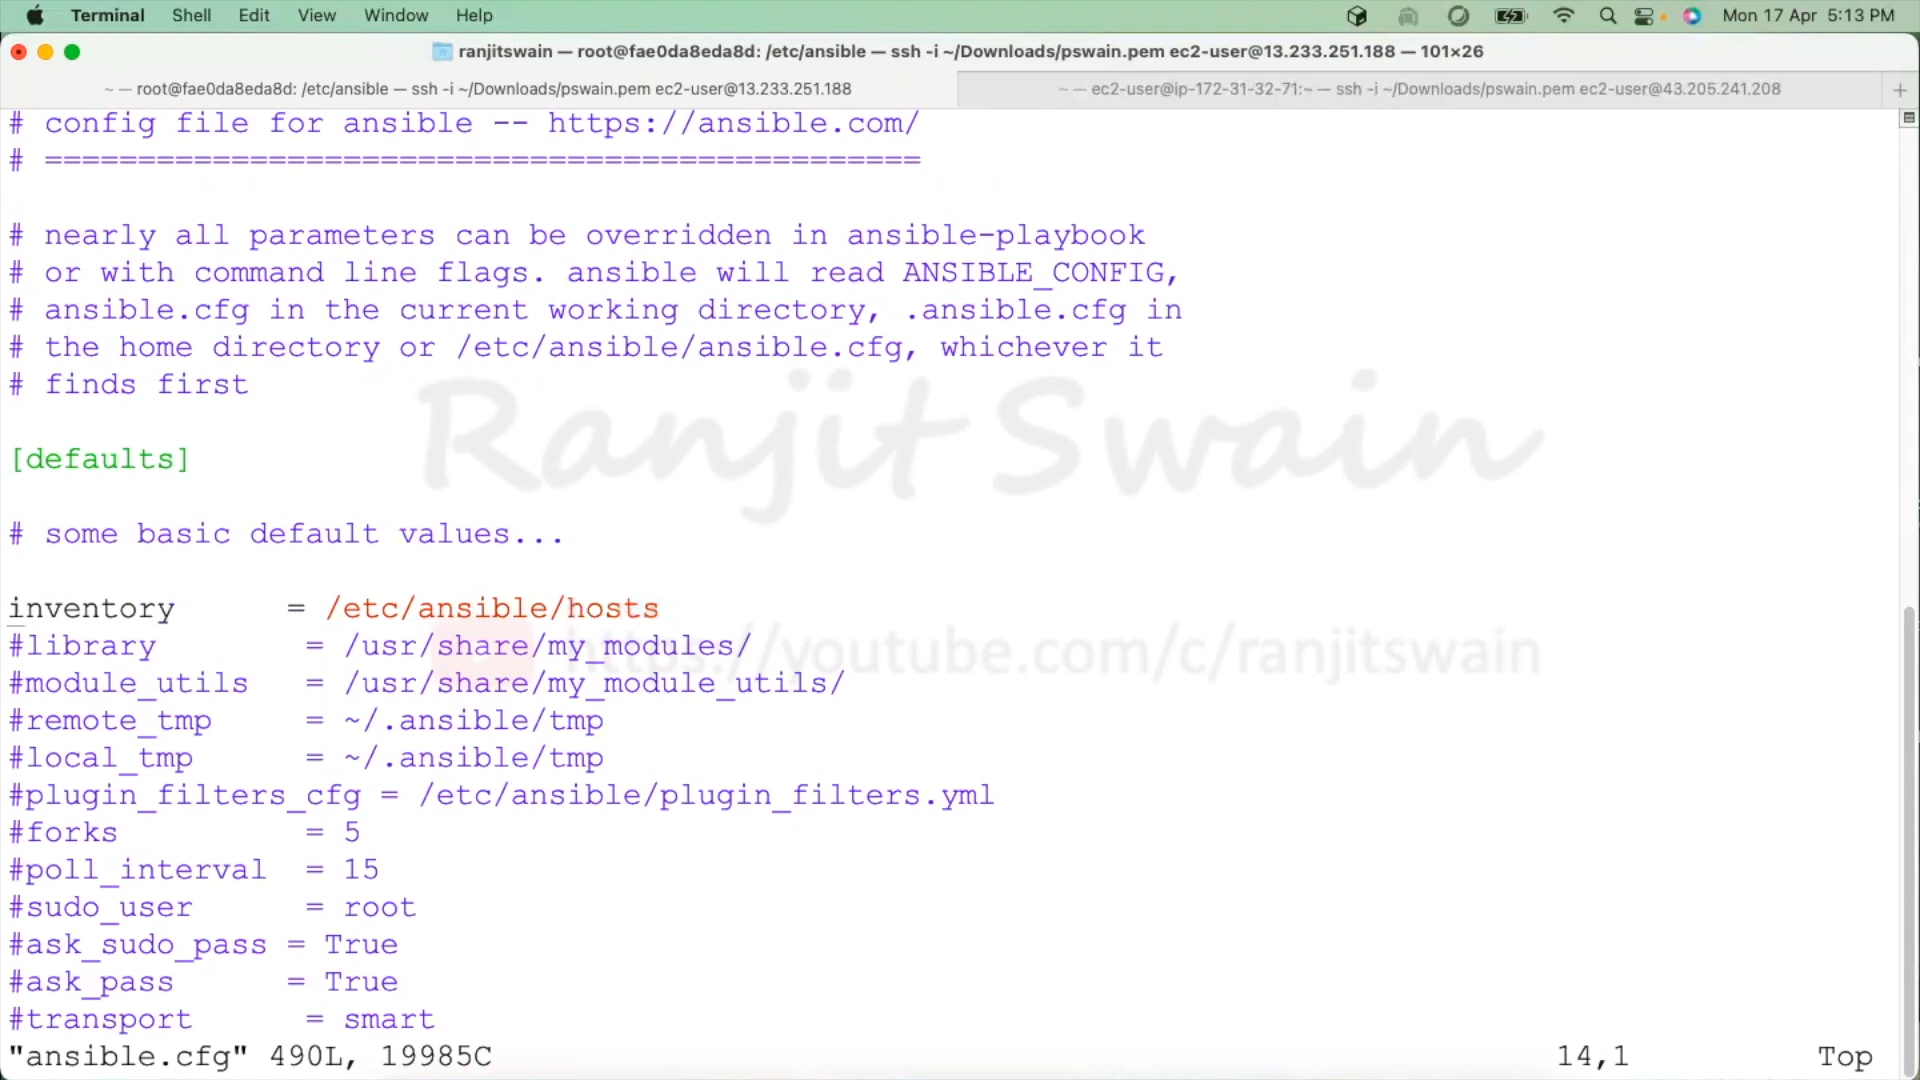 Terminal Shell Edit View Window Help Mon 17 Apr 5:13 PM
ranjitswain — root@fae0da8eda8d: /etc/ansible — ssh -i ~/Downloads/pswain.pem ec2-user@13.233.251.188 — 101×26
~ — root@fae0da8eda8d: /etc/ansible — ssh -i ~/Downloads/pswain.pem ec2-user@13.233.251.188
~ — ec2-user@ip-172-31-32-71:~ — ssh -i ~/Downloads/pswain.pem ec2-user@43.205.241.208
# config file for ansible -- https://ansible.com/
# ===============================================
# nearly all parameters can be overridden in ansible-playbook
# or with command line flags. ansible will read ANSIBLE_CONFIG,
# ansible.cfg in the current working directory, .ansible.cfg in
# the home directory or /etc/ansible/ansible.cfg, whichever it
# finds first
Ranjit Swain
[defaults]
# some basic default values...
inventory      = /etc/ansible/hosts
#library        = /usr/share/my_modules/
https://youtube.com/c/ranjitswain
#module_utils   = /usr/share/my_module_utils/
#remote_tmp     = ~/.ansible/tmp
#local_tmp      = ~/.ansible/tmp
#plugin_filters_cfg = /etc/ansible/plugin_filters.yml
#forks          = 5
#poll_interval  = 15
#sudo_user      = root
#ask_sudo_pass = True
#ask_pass      = True
#transport      = smart
"ansible.cfg" 490L, 19985C 14,1 Top